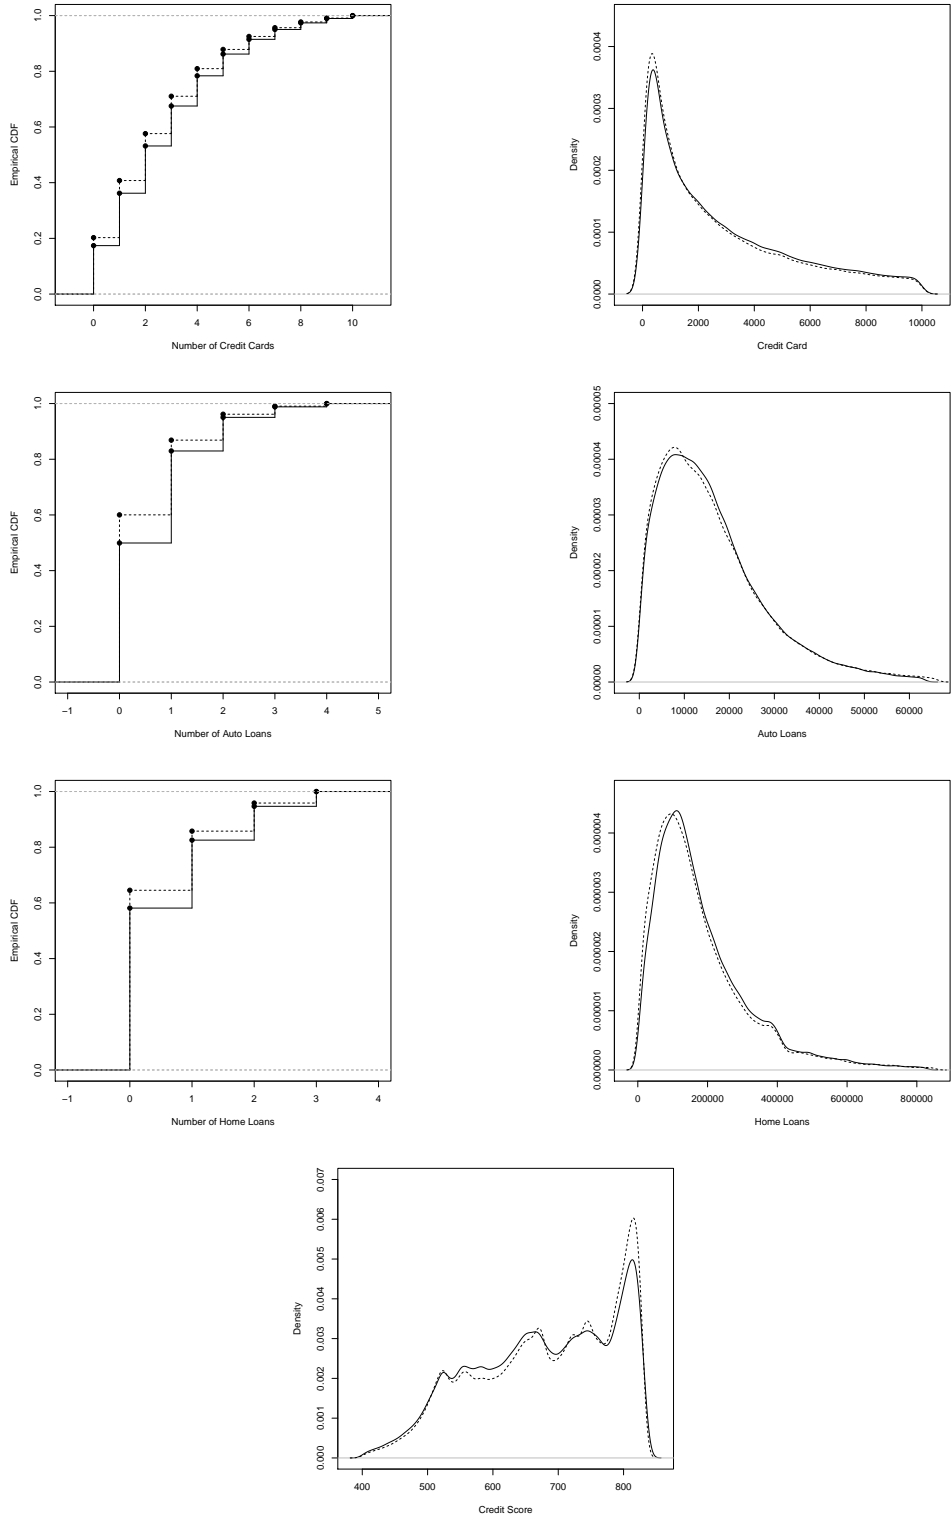 1.0
0.8
0.6
0.4
0.2
0.0
Empirical CDF
0 2 4 6 8 10
Number of Credit Cards
0.0004
0.0003
0.0002
0.0001
0.0000
Density
0 2000 4000 6000 8000 10000
Credit Card
1.0
0.8
0.6
0.4
0.2
0.0
Empirical CDF
−1 0 1 2 3 4 5
Number of Auto Loans
0.00005
0.00004
0.00003
0.00002
0.00001
0.00000
Density
0 10000 20000 30000 40000 50000 60000
Auto Loans
1.0
0.8
0.6
0.4
0.2
0.0
Empirical CDF
−1 0 1 2 3 4
Number of Home Loans
0.000004
0.000003
0.000002
0.000001
0.000000
Density
0 200000 400000 600000 800000
Home Loans
0.007
0.006
0.005
0.004
0.003
0.002
0.001
0.000
Density
400 500 600 700 800
Credit Score